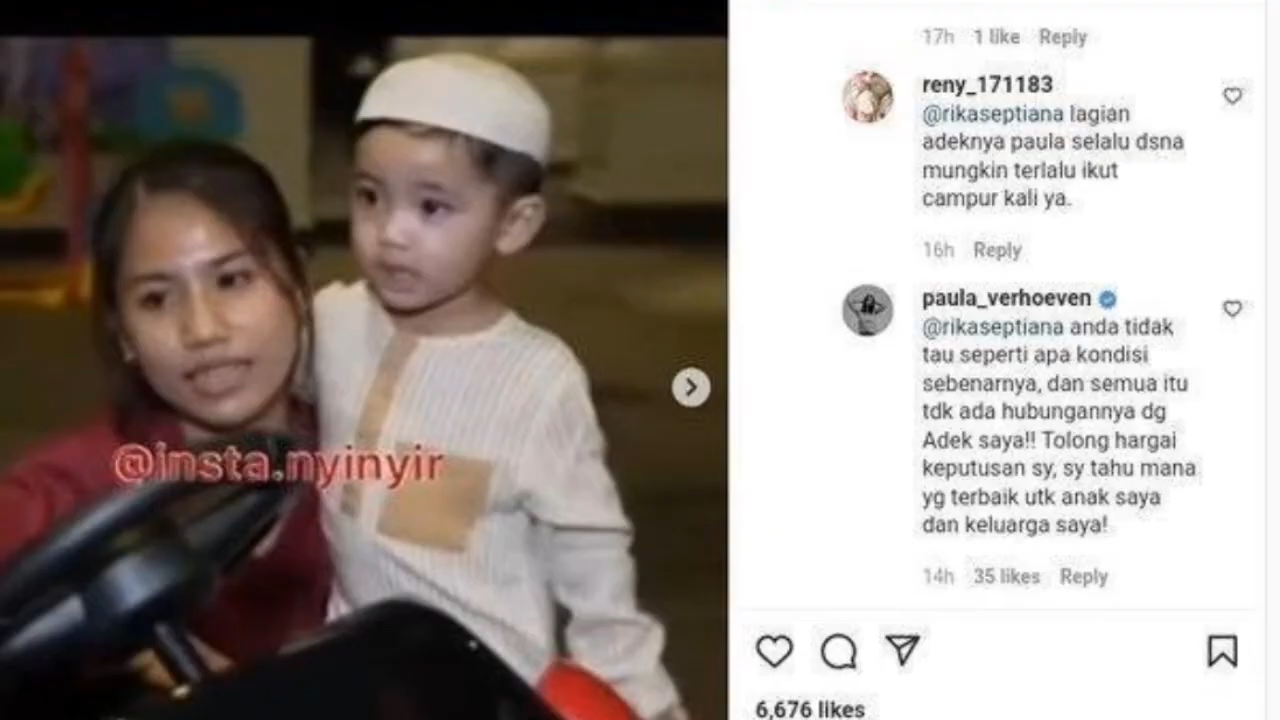 @insta.nyinyir
17h 1 like Reply
reny_171183
@rikaseptiana lagian
adeknya paula selalu dsna
mungkin terlalu ikut
campur kali ya.
16h Reply
paula_verhoeven
@rikaseptiana anda tidak
tau seperti apa kondisi
sebenarnya, dan semua itu
tdk ada hubungannya dg
Adek saya!! Tolong hargai
keputusan sy, sy tahu mana
yg terbaik utk anak saya
dan keluarga saya!
14h 35 likes Reply
6,676 likes